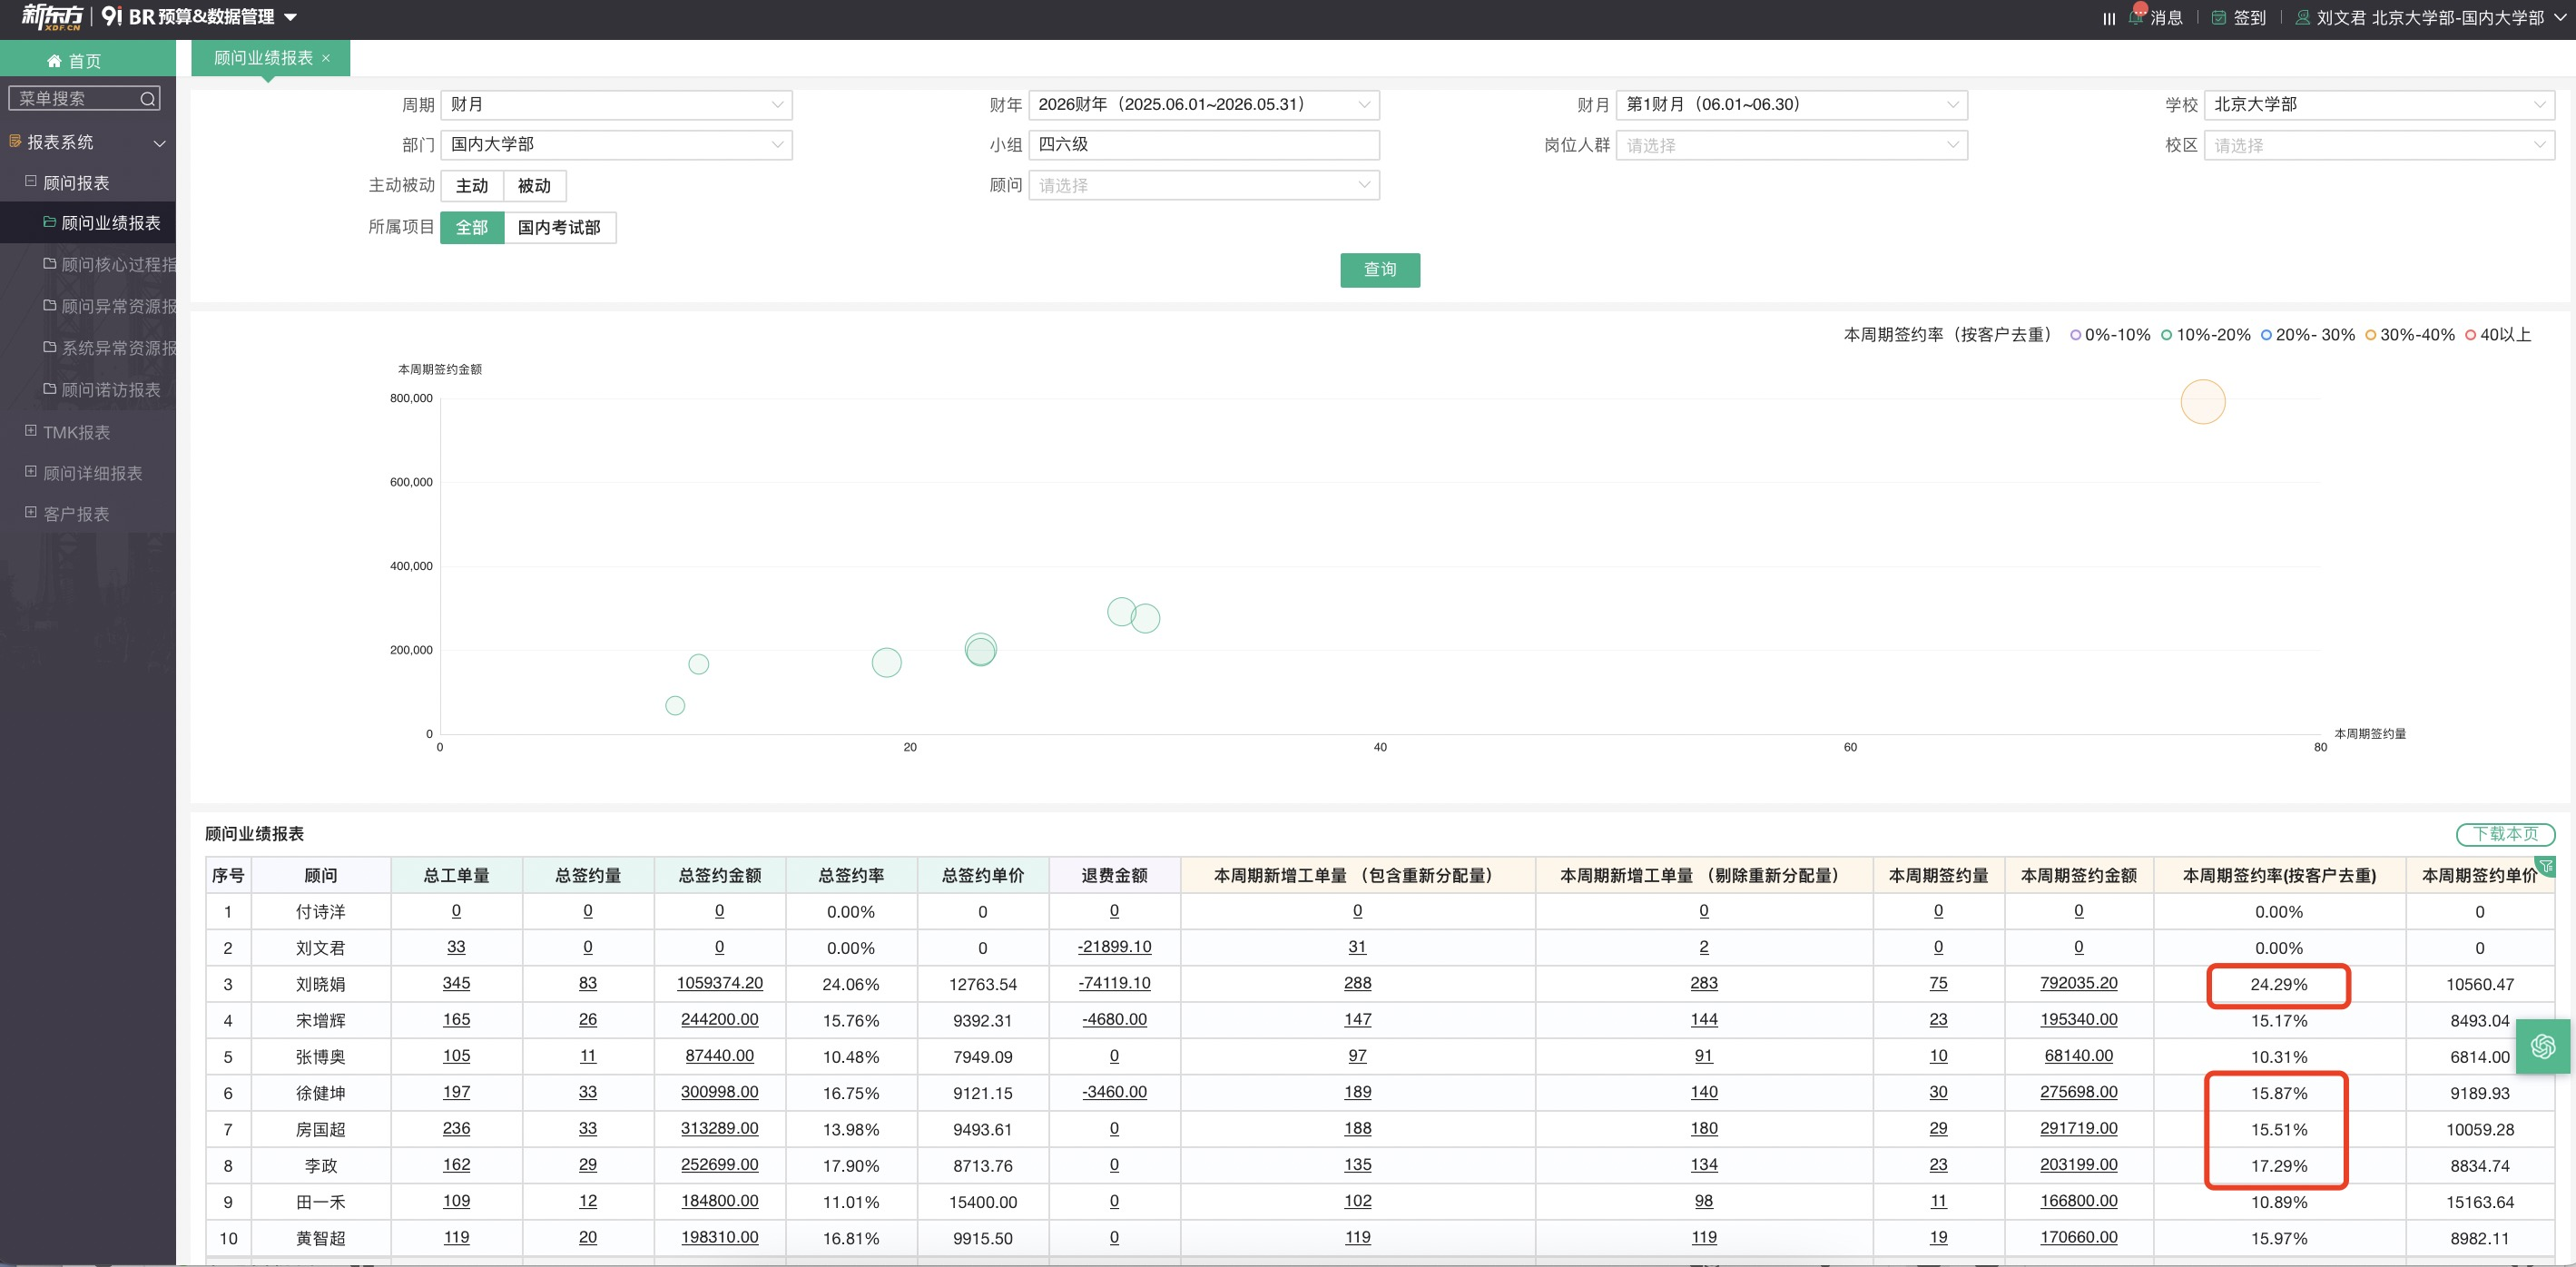 新东方 XDF.CN | 9i BR 预算&数据管理
消息 签到 刘文君 北京大学部-国内大学部
首页
顾问业绩报表 ×
菜单搜索
报表系统
顾问报表
顾问业绩报表
顾问核心过程指
顾问异常资源报
系统异常资源报
顾问诺访报表
TMK报表
顾问详细报表
客户报表
周期 财月 财年 2026财年（2025.06.01~2026.05.31） 财月 第1财月（06.01~06.30） 学校 北京大学部
部门 国内大学部 小组 四六级 岗位人群 请选择 校区 请选择
主动被动 主动 被动 顾问 请选择
所属项目 全部 国内考试部
查询
本周期签约率（按客户去重） 0%-10% 10%-20% 20%- 30% 30%-40% 40以上
本周期签约金额
800,000
600,000
400,000
200,000
0
本周期签约量
0 20 40 60 80
顾问业绩报表 下载本页
序号 顾问 总工单量 总签约量 总签约金额 总签约率 总签约单价 退费金额 本周期新增工单量 （包含重新分配量） 本周期新增工单量 （剔除重新分配量） 本周期签约量 本周期签约金额 本周期签约率(按客户去重) 本周期签约单价
1 付诗洋 0 0 0 0.00% 0 0 0 0 0 0 0.00% 0
2 刘文君 33 0 0 0.00% 0 -21899.10 31 2 0 0 0.00% 0
3 刘晓娟 345 83 1059374.20 24.06% 12763.54 -74119.10 288 283 75 792035.20 24.29% 10560.47
4 宋增辉 165 26 244200.00 15.76% 9392.31 -4680.00 147 144 23 195340.00 15.17% 8493.04
5 张博奥 105 11 87440.00 10.48% 7949.09 0 97 91 10 68140.00 10.31% 6814.00
6 徐健坤 197 33 300998.00 16.75% 9121.15 -3460.00 189 140 30 275698.00 15.87% 9189.93
7 房国超 236 33 313289.00 13.98% 9493.61 0 188 180 29 291719.00 15.51% 10059.28
8 李政 162 29 252699.00 17.90% 8713.76 0 135 134 23 203199.00 17.29% 8834.74
9 田一禾 109 12 184800.00 11.01% 15400.00 0 102 98 11 166800.00 10.89% 15163.64
10 黄智超 119 20 198310.00 16.81% 9915.50 0 119 119 19 170660.00 15.97% 8982.11